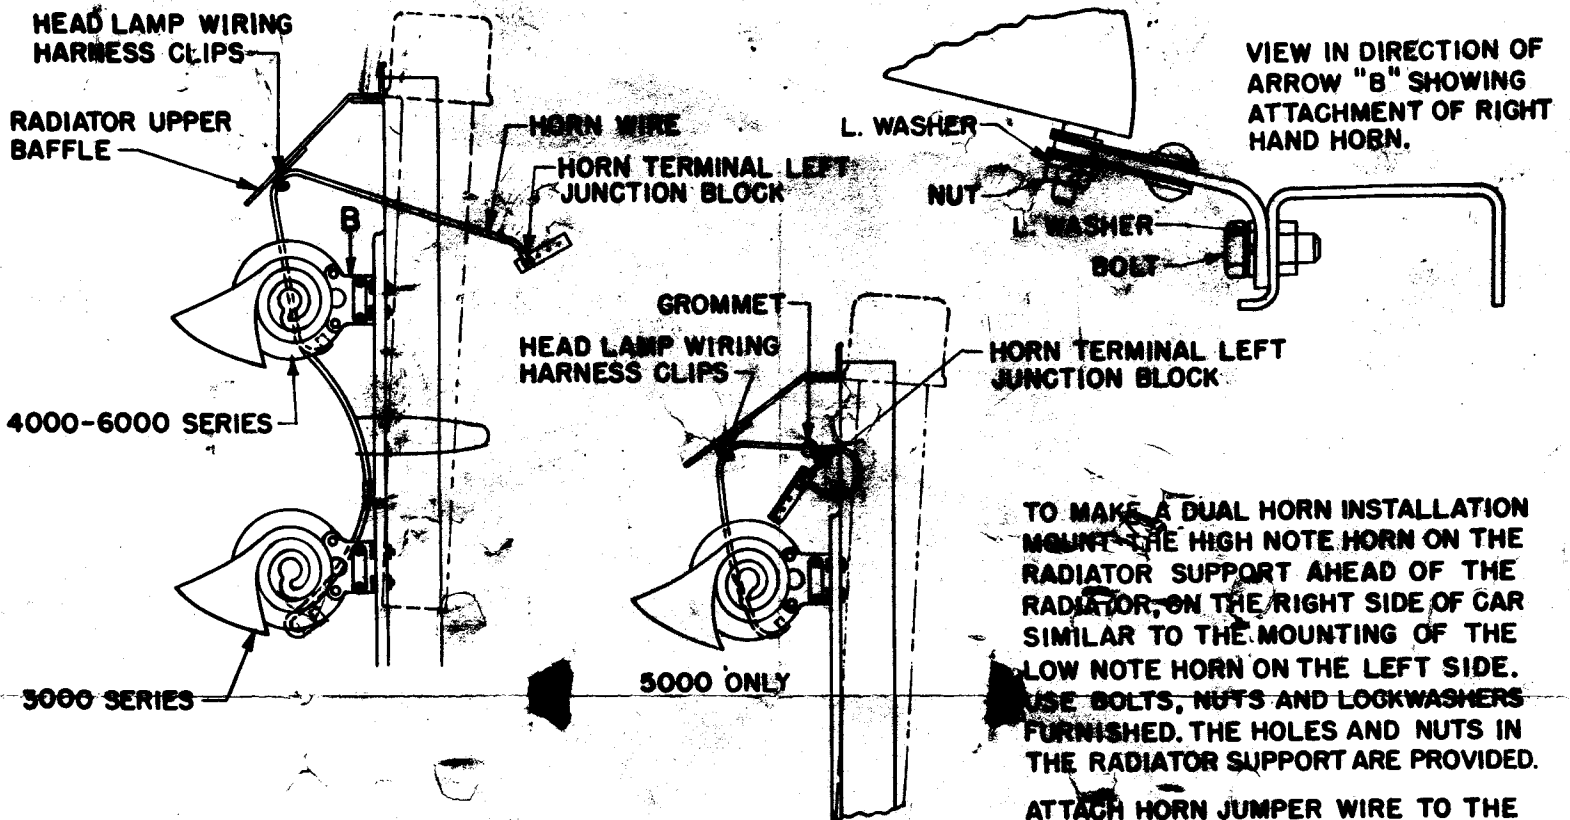 HEAD LAMP WIRING
HARNESS CLIPS
RADIATOR UPPER
BAFFLE
HORN WIRE
HORN TERMINAL LEFT
JUNCTION BLOCK
B
4000-6000 SERIES
5000 SERIES
L. WASHER
NUT
L. WASHER
BOLT
VIEW IN DIRECTION OF
ARROW "B" SHOWING
ATTACHMENT OF RIGHT
HAND HORN.
GROMMET
HEAD LAMP WIRING
HARNESS CLIPS
HORN TERMINAL LEFT
JUNCTION BLOCK
5000 ONLY
TO MAKE A DUAL HORN INSTALLATION
MOUNT THE HIGH NOTE HORN ON THE
RADIATOR SUPPORT AHEAD OF THE
RADIATOR, ON THE RIGHT SIDE OF CAR
SIMILAR TO THE MOUNTING OF THE
LOW NOTE HORN ON THE LEFT SIDE.
USE BOLTS, NUTS AND LOCKWASHERS
FURNISHED. THE HOLES AND NUTS IN
THE RADIATOR SUPPORT ARE PROVIDED.
ATTACH HORN JUMPER WIRE TO THE